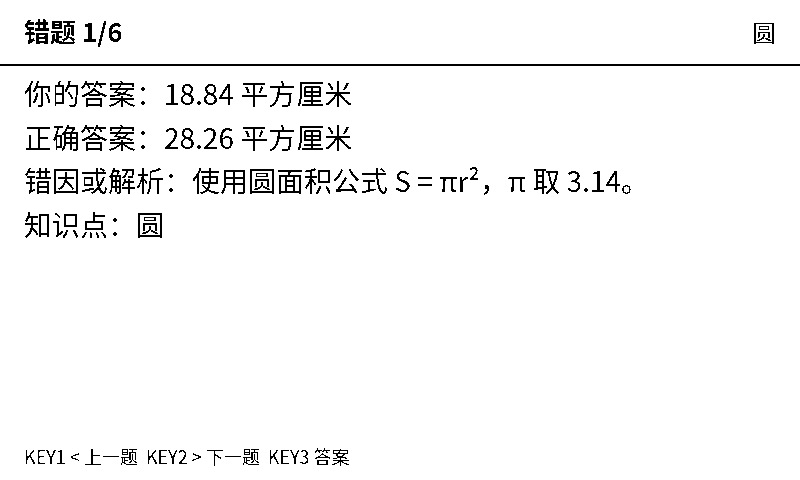 错题 1/6
圆
你的答案：18.84 平方厘米
正确答案：28.26 平方厘米
错因或解析：使用圆面积公式 S = πr²，π 取 3.14。
知识点：圆
KEY1 < 上一题 KEY2 > 下一题 KEY3 答案